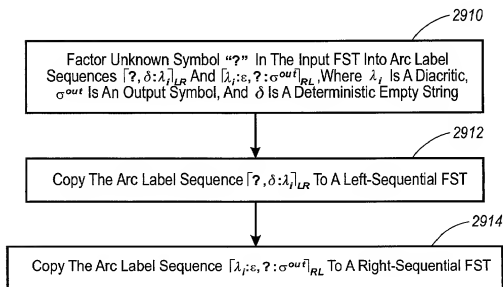 2910
Factor Unknown Symbol "?" In The Input FST Into Arc Label
Sequences ⌈?, δ:λi⌉LR And ⌈λi:ε, ?:σout⌉RL, Where λi Is A Diacritic,
σout Is An Output Symbol, And δ Is A Deterministic Empty String
2912
Copy The Arc Label Sequence ⌈?, δ:λi⌉LR To A Left-Sequential FST
2914
Copy The Arc Label Sequence ⌈λi:ε, ?:σout⌉RL To A Right-Sequential FST